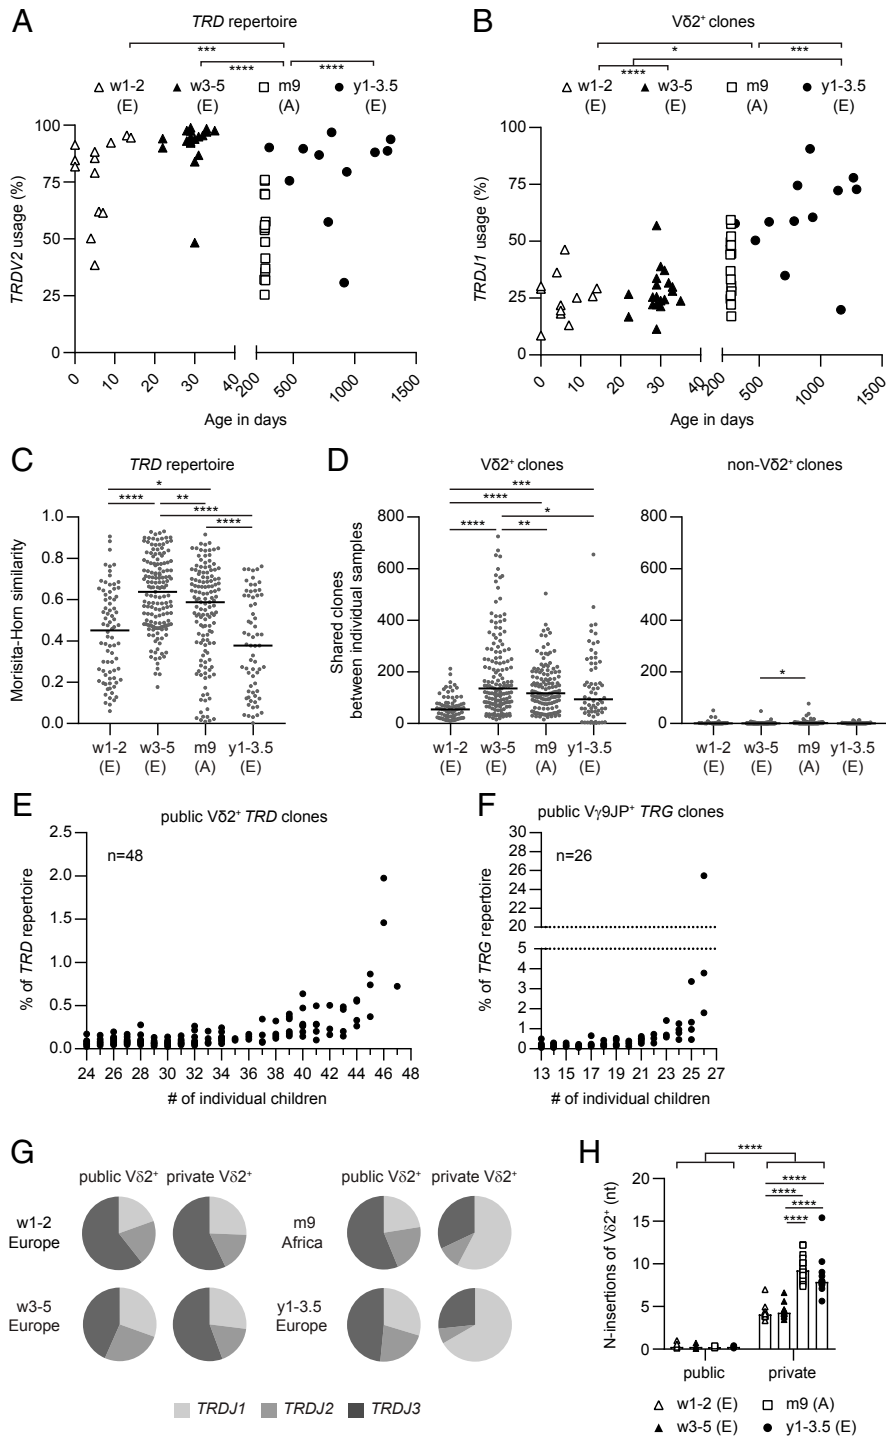 A
TRD repertoire
***
****
****
w1-2
(E)
w3-5
(E)
m9
(A)
y1-3.5
(E)
TRDV2 usage (%)
100
75
50
25
0
0
10
20
30
40
200
500
1000
1500
Age in days
B
Vδ2⁺ clones
*
***
****
w1-2
(E)
w3-5
(E)
m9
(A)
y1-3.5
(E)
TRDJ1 usage (%)
100
75
50
25
0
0
10
20
30
40
200
500
1000
1500
Age in days
C
TRD repertoire
*
****
**
****
****
Morisita-Horn similarity
1.0
0.8
0.6
0.4
0.2
0.0
w1-2
(E)
w3-5
(E)
m9
(A)
y1-3.5
(E)
D
Vδ2⁺ clones
***
****
*
****
**
Shared clones
between individual samples
800
600
400
200
0
w1-2
(E)
w3-5
(E)
m9
(A)
y1-3.5
(E)
non-Vδ2⁺ clones
*
800
600
400
200
0
w1-2
(E)
w3-5
(E)
m9
(A)
y1-3.5
(E)
E
public Vδ2⁺ TRD clones
n=48
% of TRD repertoire
2.5
2.0
1.5
1.0
0.5
0.0
24 26 28 30 32 34 36 38 40 42 44 46 48
# of individual children
F
public Vγ9JP⁺ TRG clones
n=26
% of TRG repertoire
30
28
26
24
22
20
5
4
3
2
1
0
13 15 17 19 21 23 25 27
# of individual children
G
public Vδ2⁺ private Vδ2⁺
w1-2
Europe
w3-5
Europe
public Vδ2⁺ private Vδ2⁺
m9
Africa
y1-3.5
Europe
TRDJ1 TRDJ2 TRDJ3
H
****
****
****
****
****
N-insertions of Vδ2⁺ (nt)
20
15
10
5
0
public private
w1-2 (E)
w3-5 (E)
m9 (A)
y1-3.5 (E)